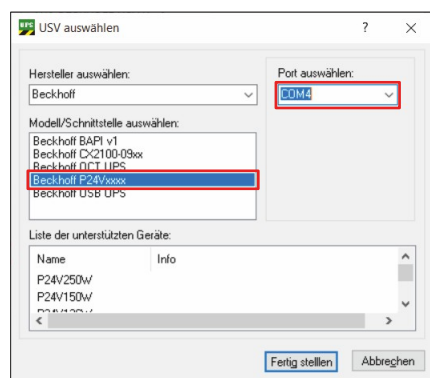 USV auswählen
Hersteller auswählen:
Port auswählen:
Beckhoff
COM4
Modell/Schnittstelle auswählen:
Beckhoff BAPI v1
Beckhoff CX2100-09xx
Beckhoff OCT UPS
Beckhoff P24Vxxxx
Beckhoff USB UPS
Liste der unterstützten Geräte:
Name Info
P24V250W
P24V150W
Fertig stelllen Abbrechen